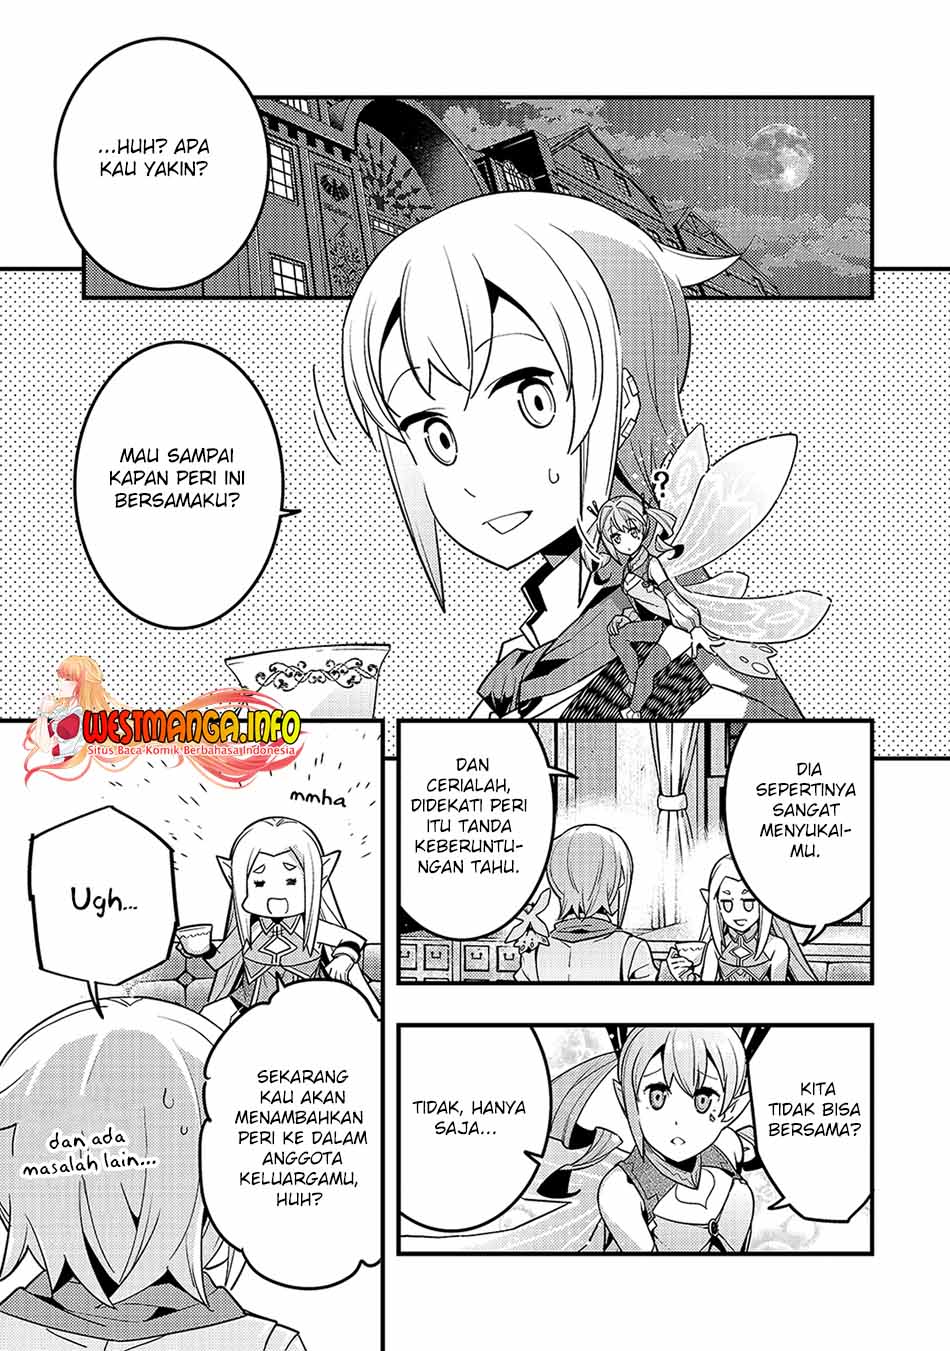 ...HUH? APA
KAU YAKIN?
MAU SAMPAI
KAPAN PERI INI
BERSAMAKU?
?
WESTMANGA.INFO
Situs Baca Komik Berbahasa Indonesia
DIA
SEPERTINYA
SANGAT
MENYUKAI-
MU.
DAN
CERIALAH,
DIDEKATI PERI
ITU TANDA
KEBERUNTU-
NGAN TAHU.
KITA
TIDAK BISA
BERSAMA?
TIDAK, HANYA
SAJA...
mmha
Ugh...
SEKARANG
KAU AKAN
MENAMBAHKAN
PERI KE DALAM
ANGGOTA
KELUARGAMU,
HUH?
dan ada
masalah lain...